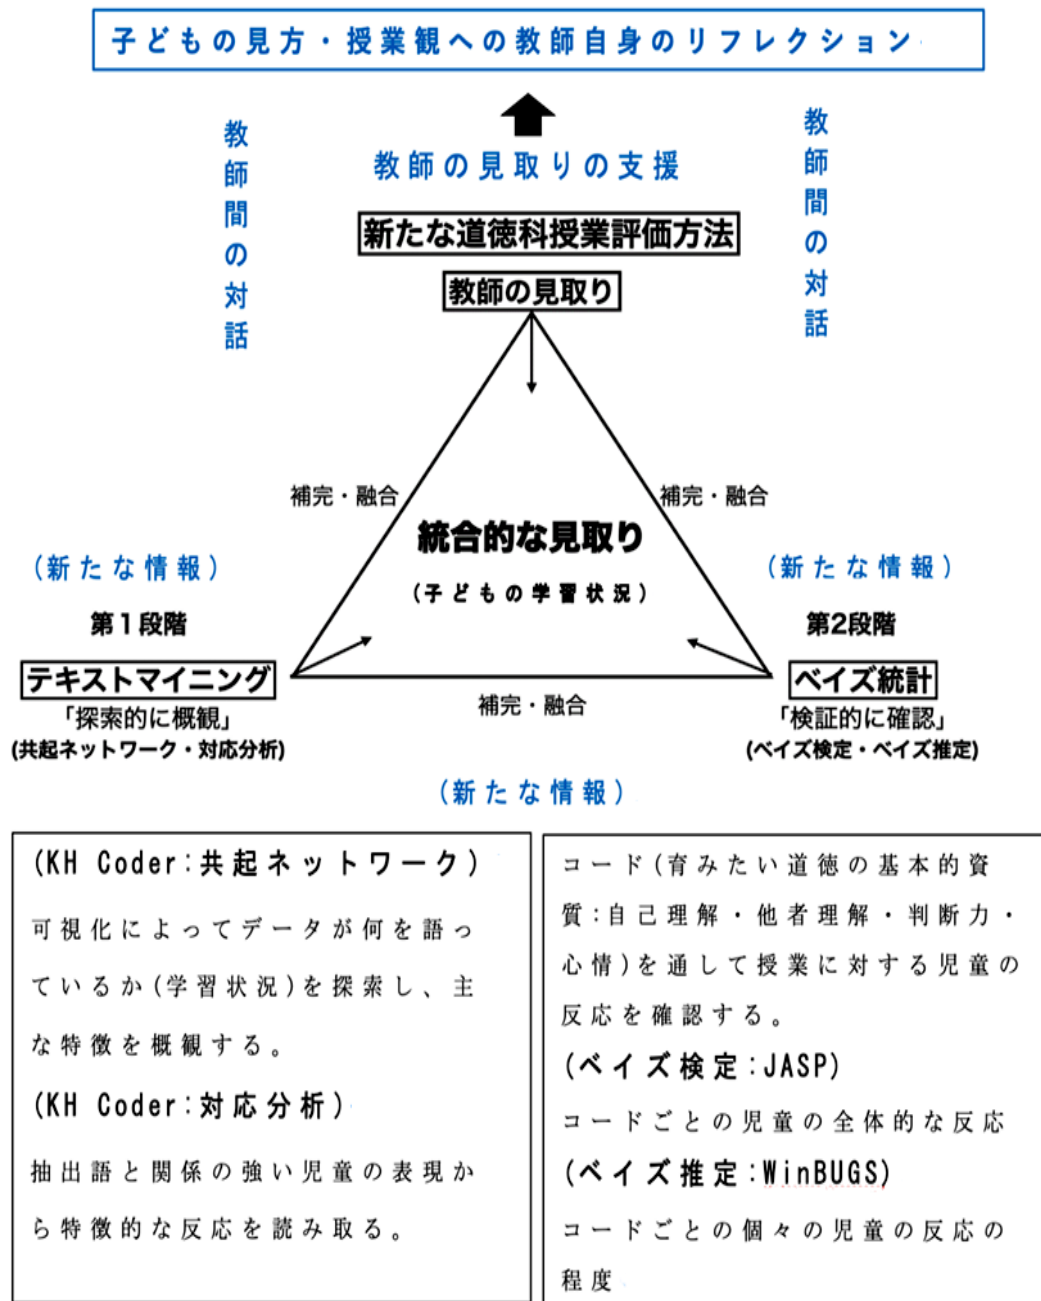 子どもの見方・授業観への教師自身のリフレクション
教師間の対話
教師間の対話
教師の見取りの支援
新たな道徳科授業評価方法
教師の見取り
補完・融合
補完・融合
統合的な見取り
(子どもの学習状況)
(新たな情報)
(新たな情報)
第1段階
第2段階
テキストマイニング
ベイズ統計
「探索的に概観」
(共起ネットワーク・対応分析)
補完・融合
「検証的に確認」
(ベイズ検定・ベイズ推定)
(新たな情報)
(KH Coder:共起ネットワーク)
可視化によってデータが何を語っ
ているか(学習状況)を探索し、主
な特徴を概観する。
(KH Coder:対応分析)
抽出語と関係の強い児童の表現か
ら特徴的な反応を読み取る。
コード(育みたい道徳の基本的資
質:自己理解・他者理解・判断力・
心情)を通して授業に対する児童の
反応を確認する。
(ベイズ検定:JASP)
コードごとの児童の全体的な反応
(ベイズ推定:WinBUGS)
コードごとの個々の児童の反応の
程度